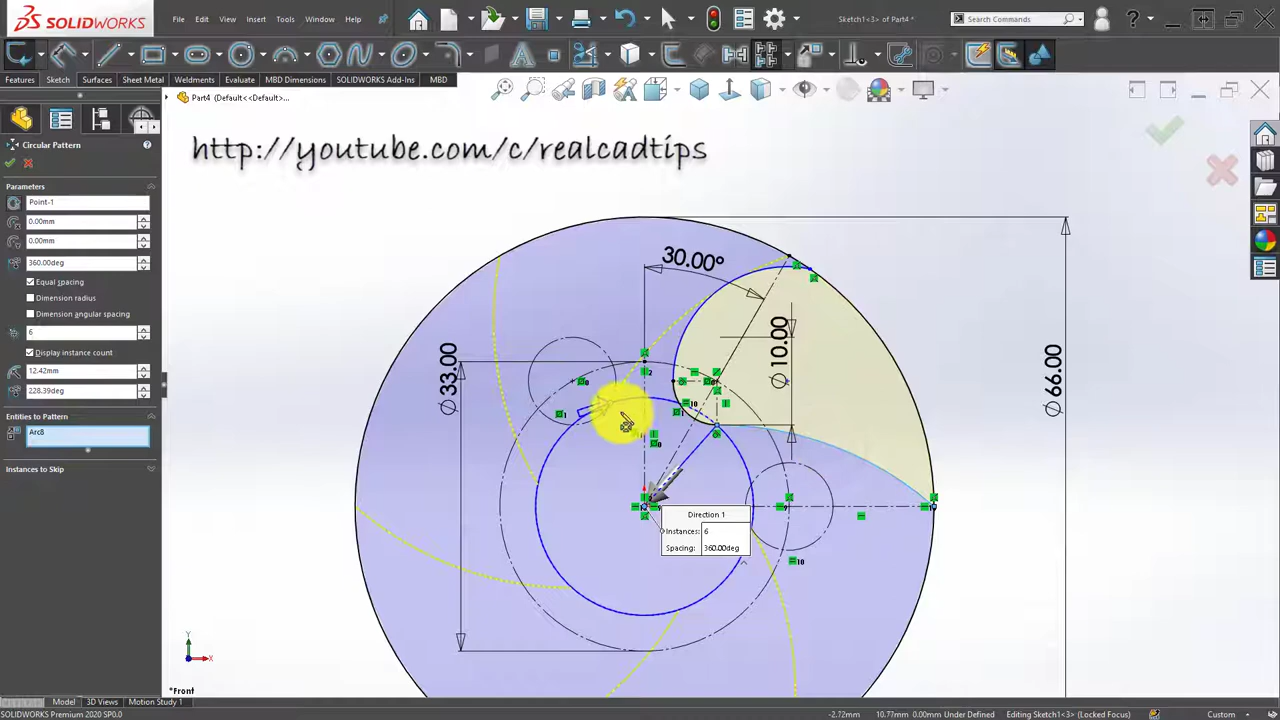 SOLIDWORKS
File
Edit
View
Insert
Tools
Window
Help
Sketch1<3> of Part4 *
Search Commands
Features
Sketch
Surfaces
Sheet Metal
Weldments
Evaluate
MBD Dimensions
SOLIDWORKS Add-Ins
MBD
Part4 (Default<<Default>...
Circular Pattern
Parameters
Point-1
0.00mm
0.00mm
360.00deg
Equal spacing
Dimension radius
Dimension angular spacing
6
Display instance count
12.42mm
228.39deg
Entities to Pattern
Arc8
Instances to Skip
http://youtube.com/c/realcadtips
30.00°
∅ 33.00
∅ 10.00
∅ 66.00
Direction 1
Instances: 6
Spacing: 360.00deg
Y
X
*Front
Model
3D Views
Motion Study 1
SOLIDWORKS Premium 2020 SP0.0
-2.72mm
10.77mm
0.00mm
Under Defined
Editing Sketch1<3> (Locked Focus)
Custom